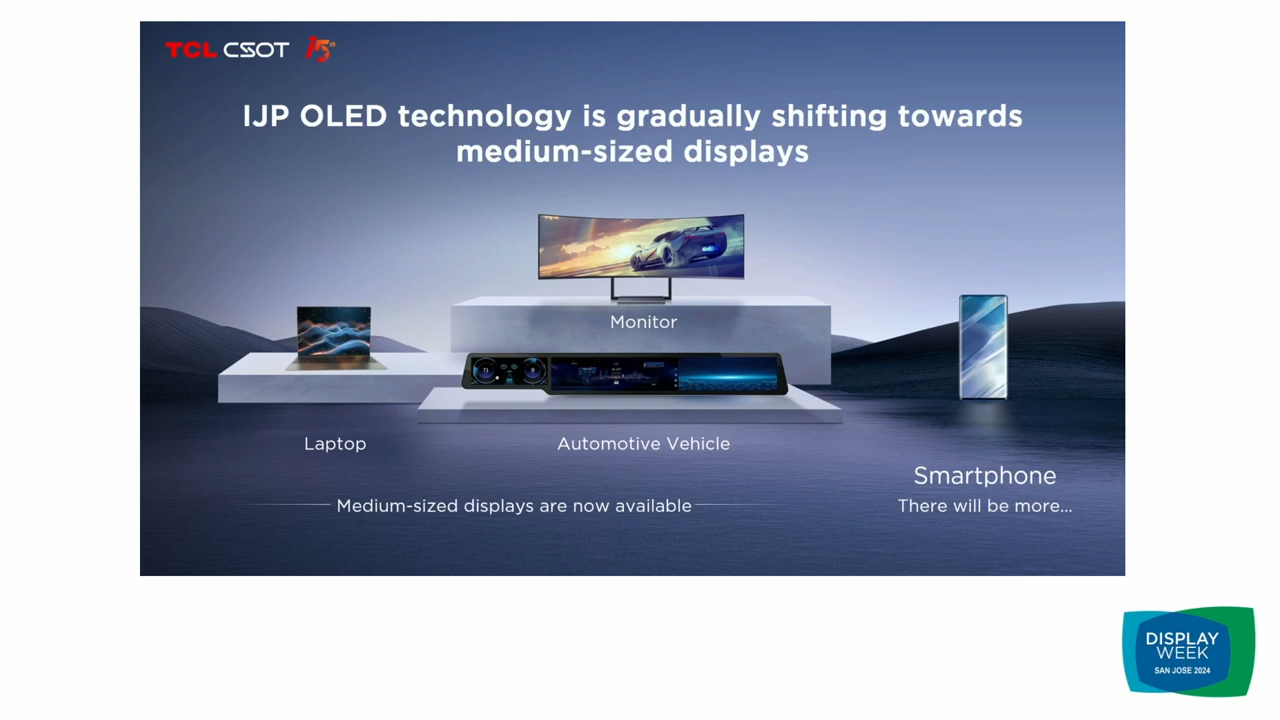 TCL CSOT 15th
IJP OLED technology is gradually shifting towards
medium-sized displays
Monitor
Laptop
Automotive Vehicle
Smartphone
Medium-sized displays are now available
There will be more...
DISPLAY
WEEK
SAN JOSE 2024